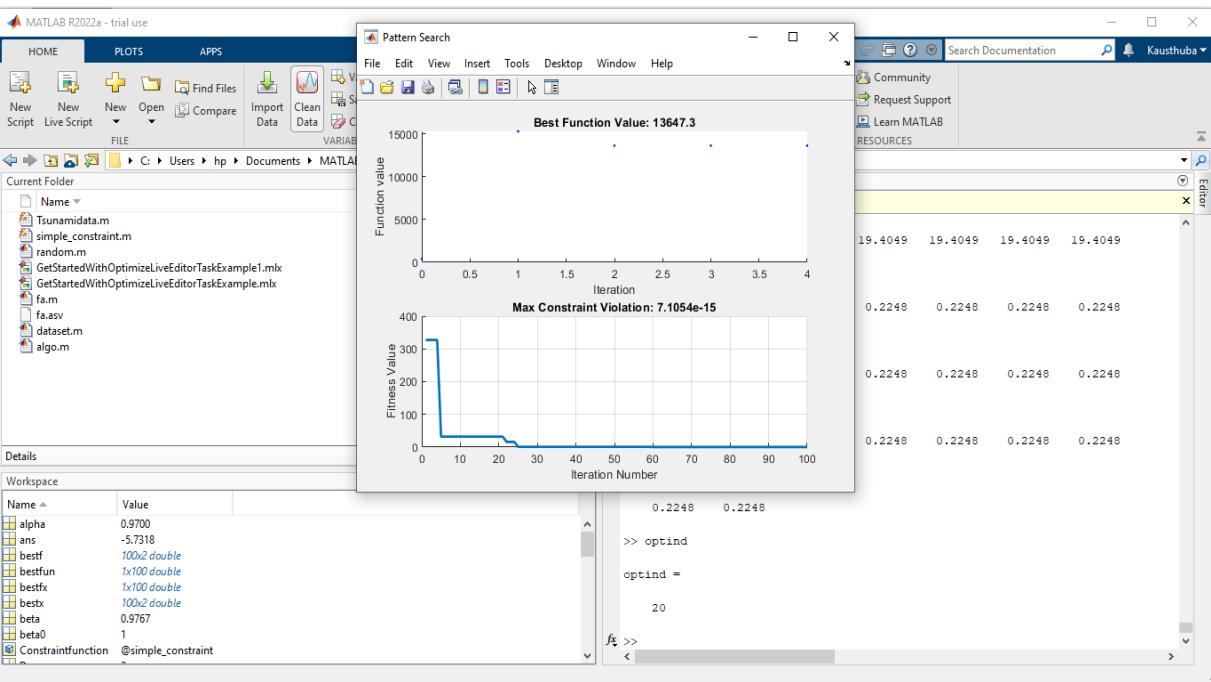 MATLAB R2022a - trial use
HOME PLOTS APPS
Search Documentation
Kausthuba
New Script
New Live Script
New
Open
Find Files
Compare
Import Data
Clean Data
FILE
Community
Request Support
Learn MATLAB
RESOURCES
C: Users hp Documents MATLA
Current Folder
Name
Tsunamidata.m
simple_constraint.m
random.m
GetStartedWithOptimizeLiveEditorTaskExample1.mlx
GetStartedWithOptimizeLiveEditorTaskExample.mlx
fa.m
fa.asv
dataset.m
algo.m
Details
Workspace
Name Value
alpha 0.9700
ans -5.7318
bestf 100x2 double
bestfun 1x100 double
bestfx 1x100 double
bestx 100x2 double
beta 0.9767
beta0 1
Constraintfunction @simple_constraint
Pattern Search
File Edit View Insert Tools Desktop Window Help
Best Function Value: 13647.3
Function value
15000
10000
5000
0
0 0.5 1 1.5 2 2.5 3 3.5 4
Iteration
Max Constraint Violation: 7.1054e-15
Fitness Value
400
300
200
100
0
0 10 20 30 40 50 60 70 80 90 100
Iteration Number
Editor
19.4049 19.4049 19.4049 19.4049
0.2248 0.2248 0.2248 0.2248
0.2248 0.2248 0.2248 0.2248
0.2248 0.2248 0.2248 0.2248
0.2248 0.2248
>> optind
optind =
20
fx >>